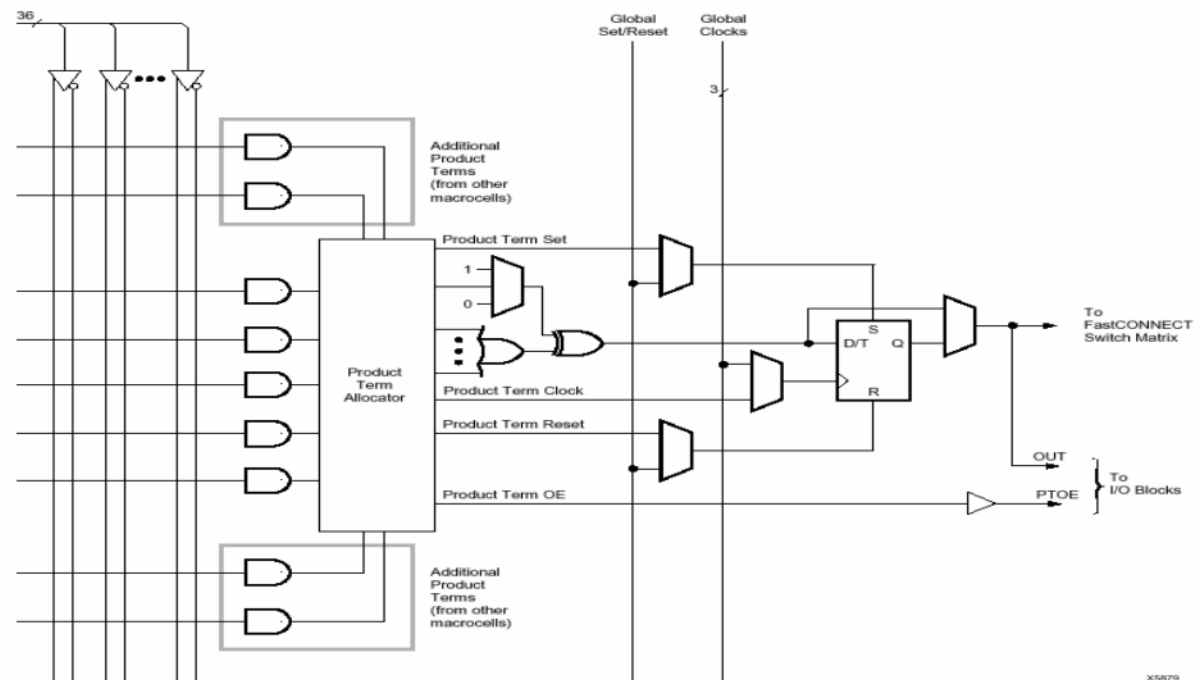 36
Global
Set/Reset
Global
Clocks
3
Additional
Product
Terms
(from other
macrocells)
Product Term Set
1
0
Product
Term
Allocator
Product Term Clock
Product Term Reset
Product Term OE
S
D/T
Q
R
To
FastCONNECT
Switch Matrix
OUT
PTOE
To
I/O Blocks
Additional
Product
Terms
(from other
macrocells)
X5879